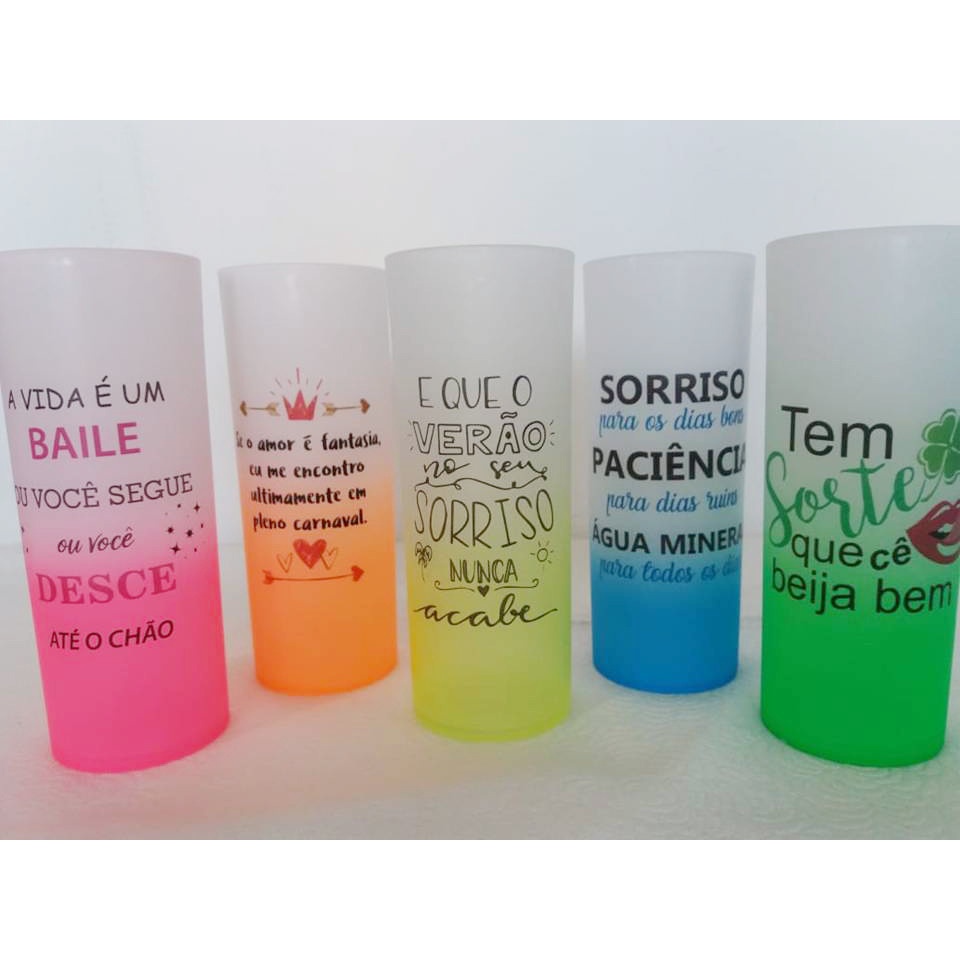 A VIDA É UM
BAILE
OU VOCÊ SEGUE
ou você
DESCE
ATÉ O CHÃO
Se o amor é fantasia,
eu me encontro
ultimamente em
pleno carnaval.
E QUE O
VERÃO
no seu
SORRISO
NUNCA
acabe
SORRISO
para os dias bons
PACIÊNCIA
para dias ruins
ÁGUA MINERA
para todos os dias
Tem
Sorte
que cê
beija bem